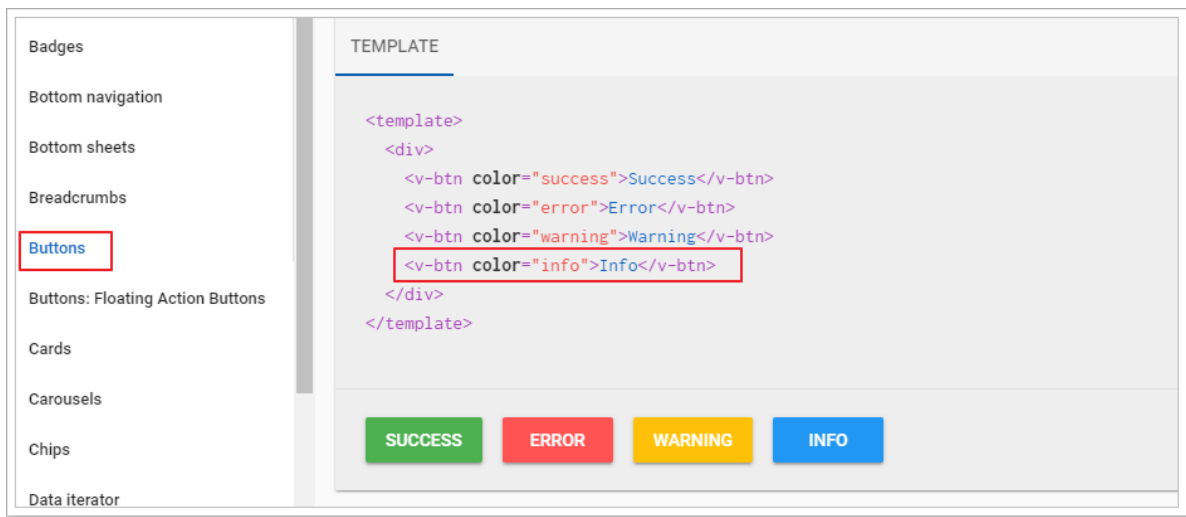 Badges
Bottom navigation
Bottom sheets
Breadcrumbs
Buttons
Buttons: Floating Action Buttons
Cards
Carousels
Chips
Data iterator
TEMPLATE
<template>
  <div>
    <v-btn color="success">Success</v-btn>
    <v-btn color="error">Error</v-btn>
    <v-btn color="warning">Warning</v-btn>
    <v-btn color="info">Info</v-btn>
  </div>
</template>
SUCCESS ERROR WARNING INFO